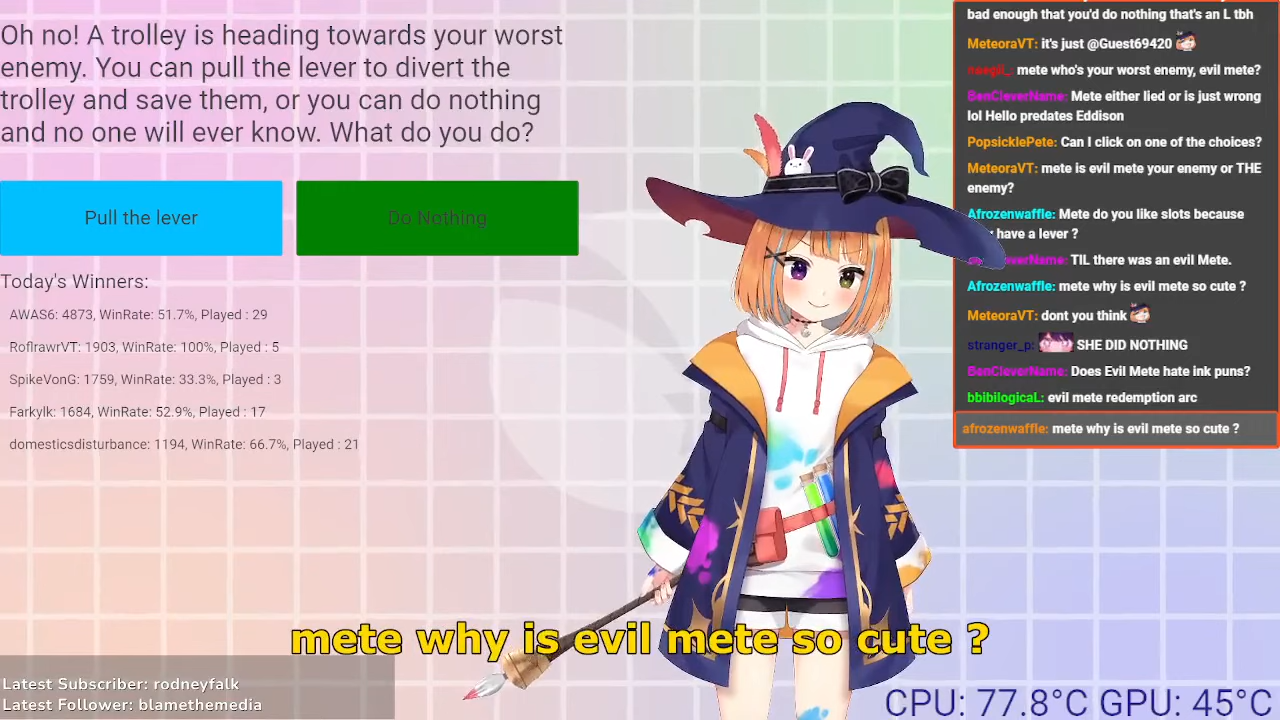 Oh no! A trolley is heading towards your worst
enemy. You can pull the lever to divert the
trolley and save them, or you can do nothing
and no one will ever know. What do you do?
Pull the lever
Do Nothing
Today's Winners:
AWAS6: 4873, WinRate: 51.7%, Played : 29
RoflrawrVT: 1913, WinRate: 100%, Played : 5
SpikeVonG: 1759, WinRate: 33.3%, Played : 3
Farkylk: 1684, WinRate: 52.9%, Played : 17
domesticsdisturbance: 1194, WinRate: 66.7%, Played : 21
bad enough that you'd do nothing that's an L tbh
MeteoraVT: it's just @Guest69420
mete who's your worst enemy, evil mete?
BenCleverName: Mete either lied or is just wrong
lol Hello predates Eddison
PopsicklePete: Can I click on one of the choices?
MeteoraVT: mete is evil mete your enemy or THE
enemy?
Afrozenwaffle: Mete do you like slots because
have a lever ?
TIL there was an evil Mete.
Afrozenwaffle: mete why is evil mete so cute ?
MeteoraVT: dont you think
stranger_p: SHE DID NOTHING
BenCleverName: Does Evil Mete hate ink puns?
bbibilogicaL: evil mete redemption arc
afrozenwaffle: mete why is evil mete so cute ?
mete why is evil mete so cute ?
Latest Subscriber: rodneyfalk
Latest Follower: blamethemedia
CPU: 77.8°C GPU: 45°C